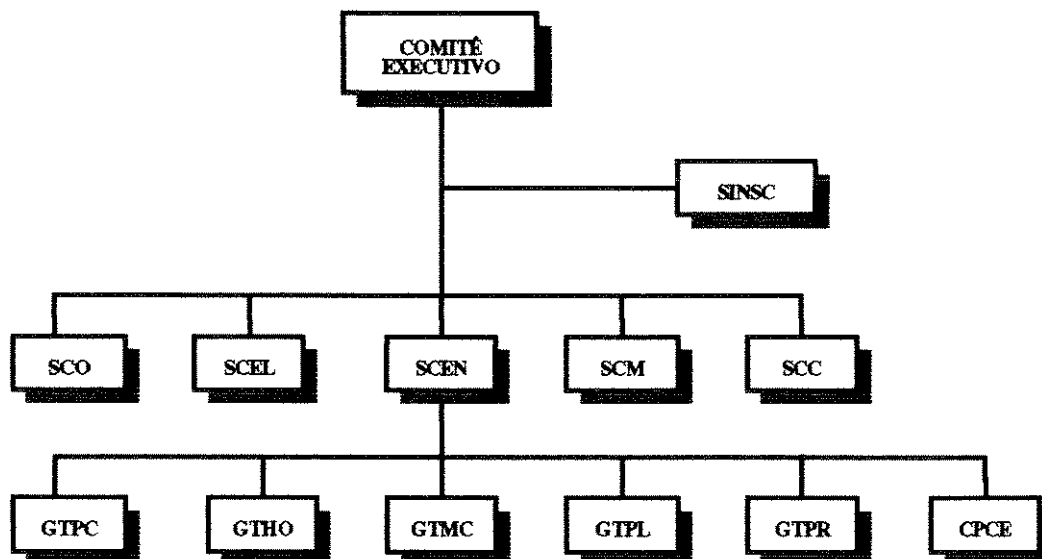 COMITÊ
EXECUTIVO
SINSC
SCO
SCEL
SCEN
SCM
SCC
GTPC
GTHO
GTMC
GTPL
GTPR
CPCE